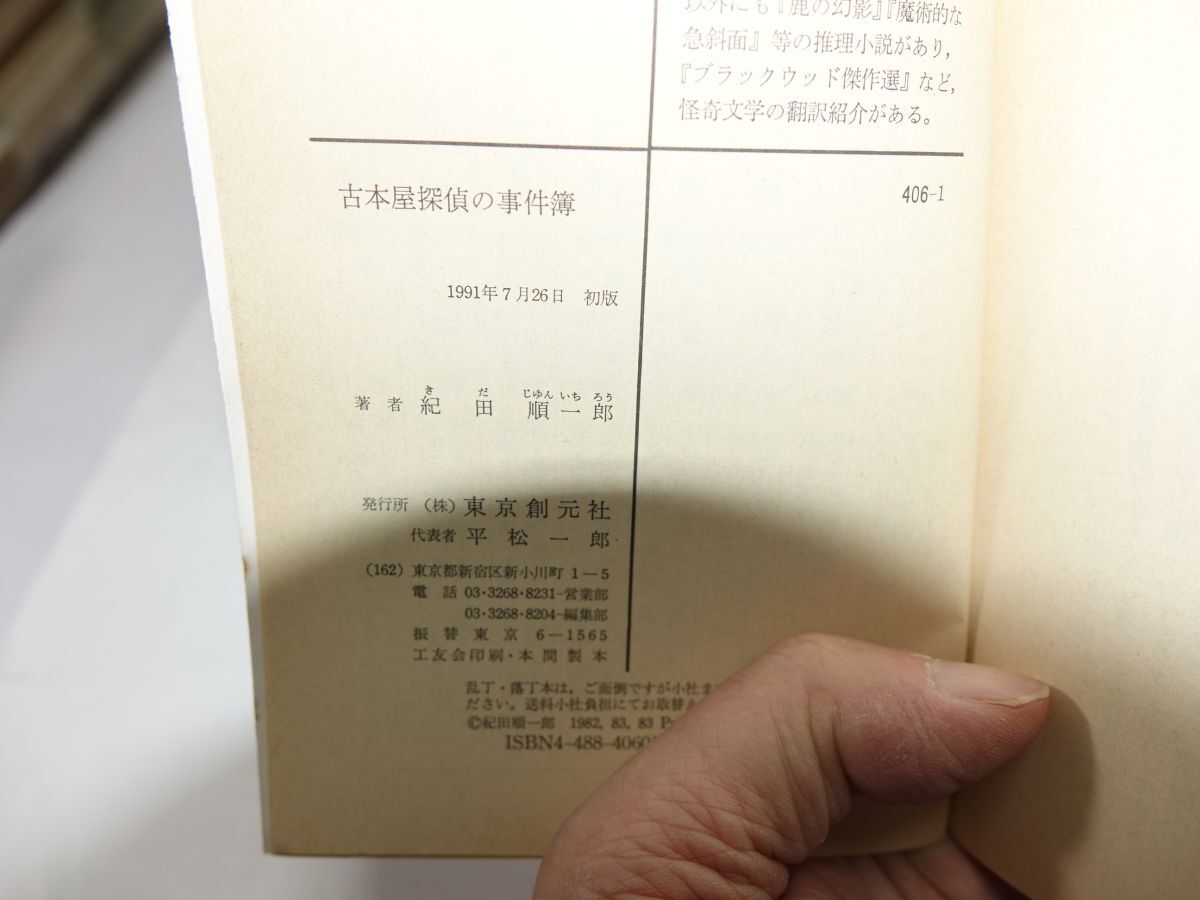 以外にも『鹿の幻影』『魔術的な
急斜面』等の推理小説があり，
『ブラックウッド傑作選』など，
怪奇文学の翻訳紹介がある。
古本屋探偵の事件簿
406-1
1991年7月26日 初版
き だ じゅん いち ろう
著者 紀田順一郎
発行所 （株）東京創元社
代表者 平松一郎
（162）東京都新宿区新小川町1—5
電話 03・3268・8231-営業部
03・3268・8204-編集部
振替東京 6—1565
工友会印刷・本間製本
乱丁・落丁本は，ご面倒ですが小社ま
ださい。送料小社負担にてお取替え
©紀田順一郎 1982, 83, 83 P
ISBN4-488-4060